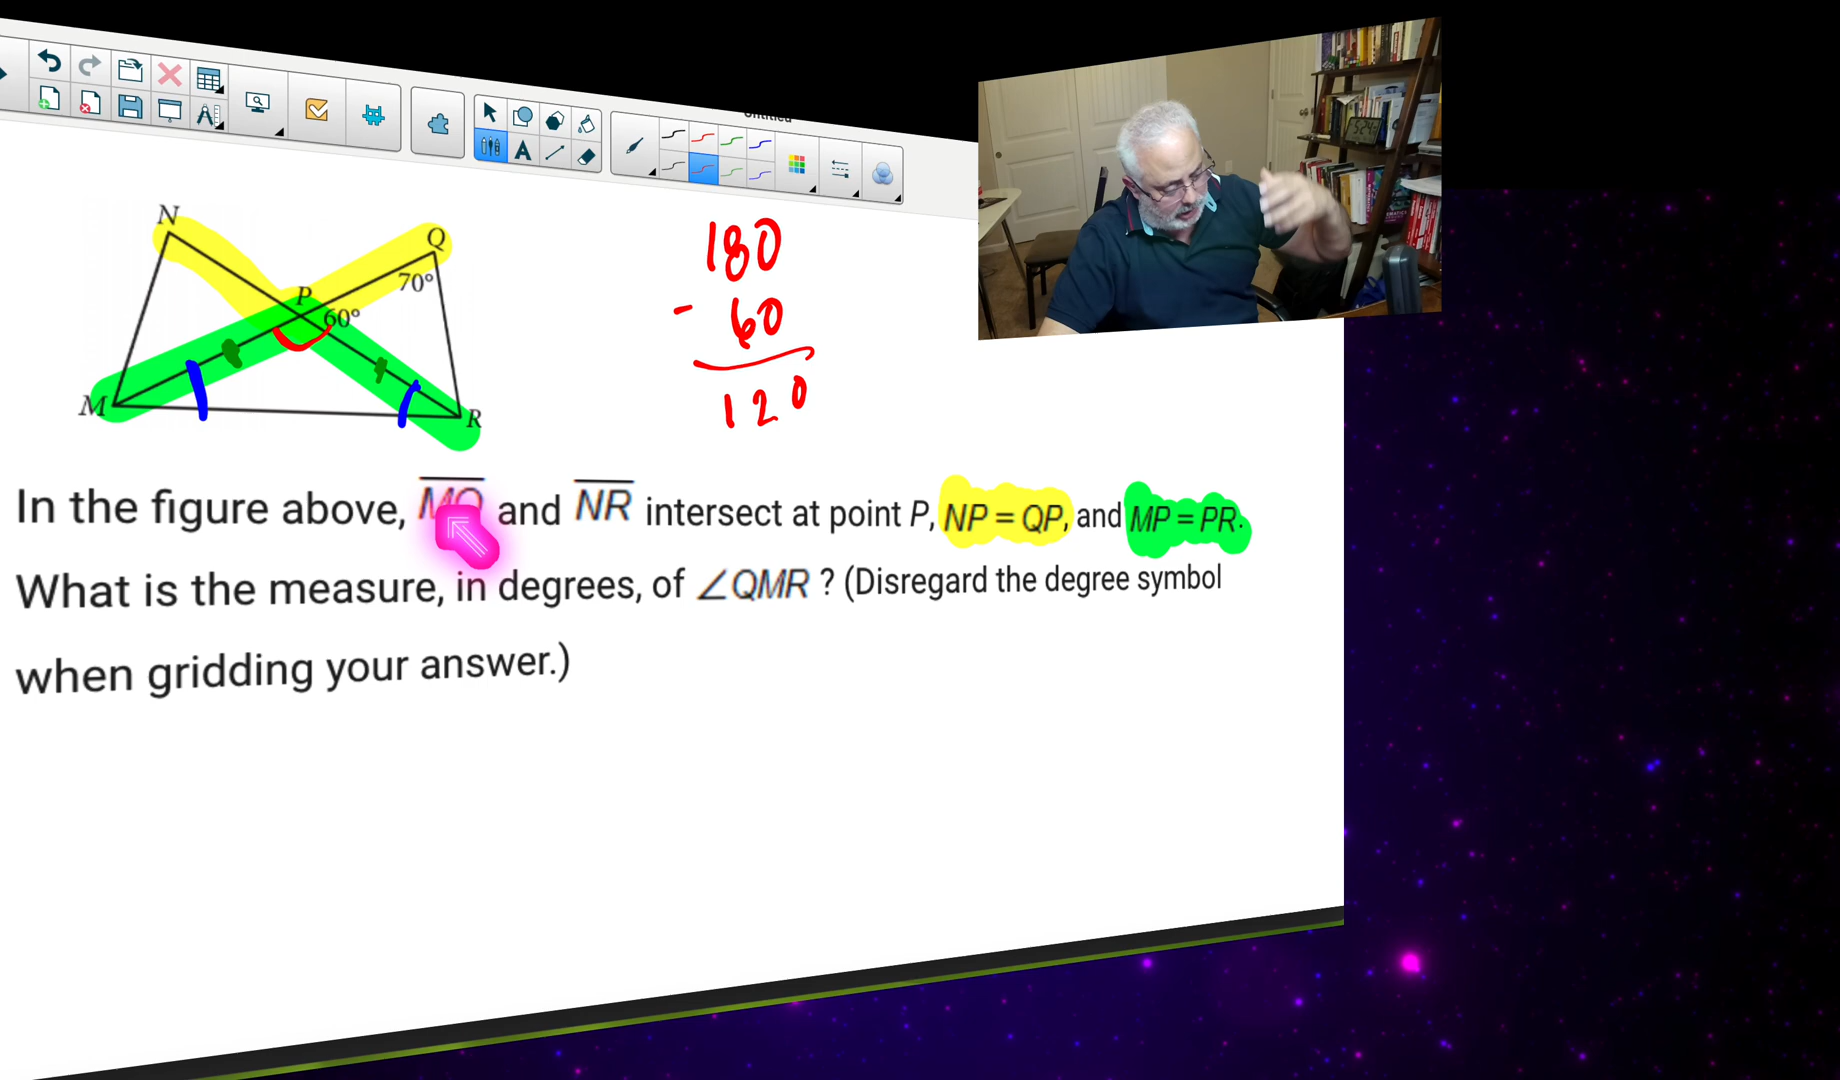 N
Q
70°
P
60°
M
R
180
- 60
120
In the figure above, MQ and NR intersect at point P, NP = QP, and MP = PR.
What is the measure, in degrees, of ∠QMR ? (Disregard the degree symbol
when gridding your answer.)